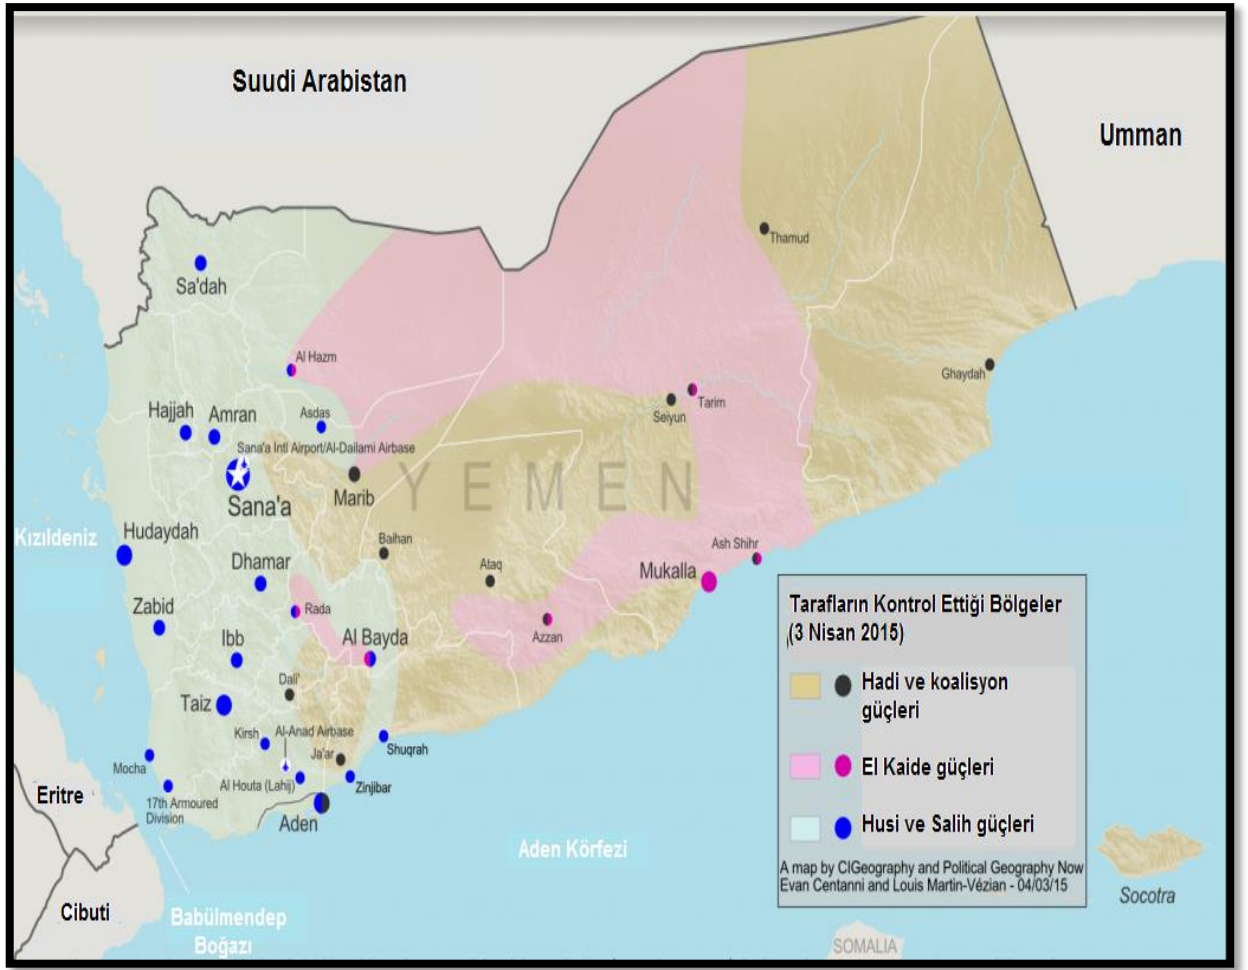 Suudi Arabistan
Umman
Thamud
Sa'dah
Al Hazm
Ghaydah
Tarim
Seiyun
Hajjah
Amran
Asdas
Sana'a Intl Airport/Al-Dailami Airbase
YEMEN
Marib
Sana'a
Kızıldeniz
Hudaydah
Baihan
Ash Shihr
Dhamar
Ataq
Mukalla
Zabid
Rada
Azzan
Ibb
Al Bayda
Dali'
Taiz
Kirsh
Al-Anad Airbase
Ja'ar
Shuqrah
Mocha
Al Houta (Lahij)
Zinjibar
17th Armoured
Division
Aden
Eritre
Aden Körfezi
Cibuti
Babülmendep
Boğazı
Tarafların Kontrol Ettiği Bölgeler
(3 Nisan 2015)
Hadi ve koalisyon
güçleri
El Kaide güçleri
Husi ve Salih güçleri
A map by CIGeography and Political Geography Now
Evan Centanni and Louis Martin-Vézian - 04/03/15
Socotra
SOMALIA